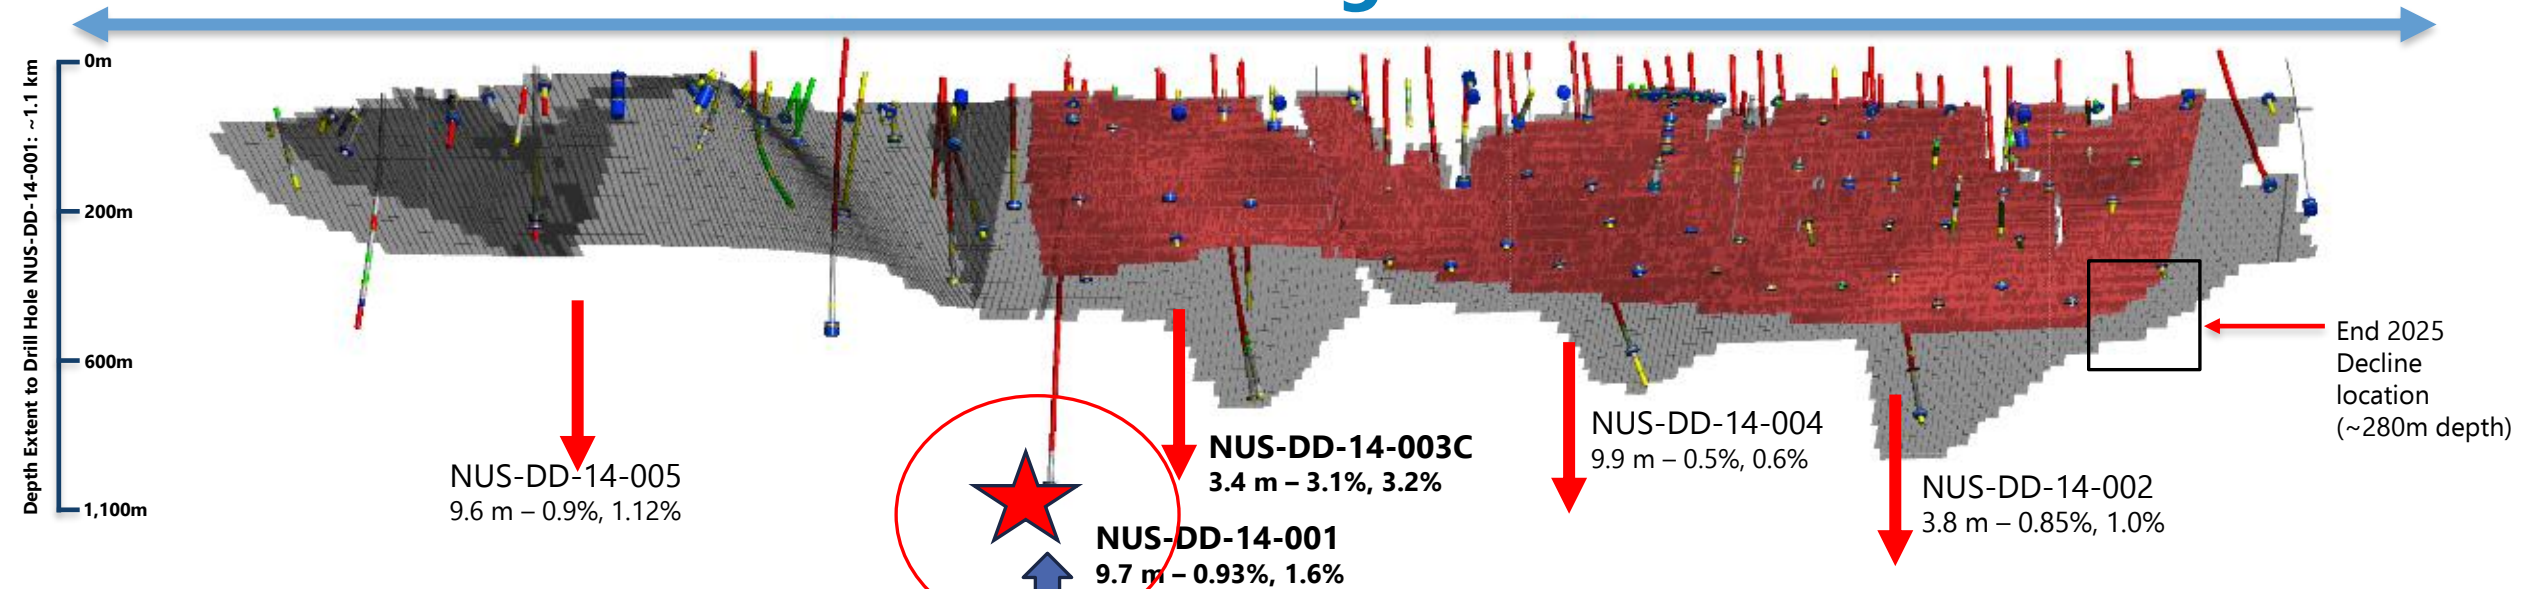 Depth Extent to Drill Hole NUS-DD-14-001: ~1.1 km
0m
200m
600m
1,100m
NUS-DD-14-005
9.6 m – 0.9%, 1.12%
NUS-DD-14-003C
3.4 m – 3.1%, 3.2%
NUS-DD-14-001
9.7 m – 0.93%, 1.6%
NUS-DD-14-004
9.9 m – 0.5%, 0.6%
NUS-DD-14-002
3.8 m – 0.85%, 1.0%
End 2025
Decline
location
(~280m depth)